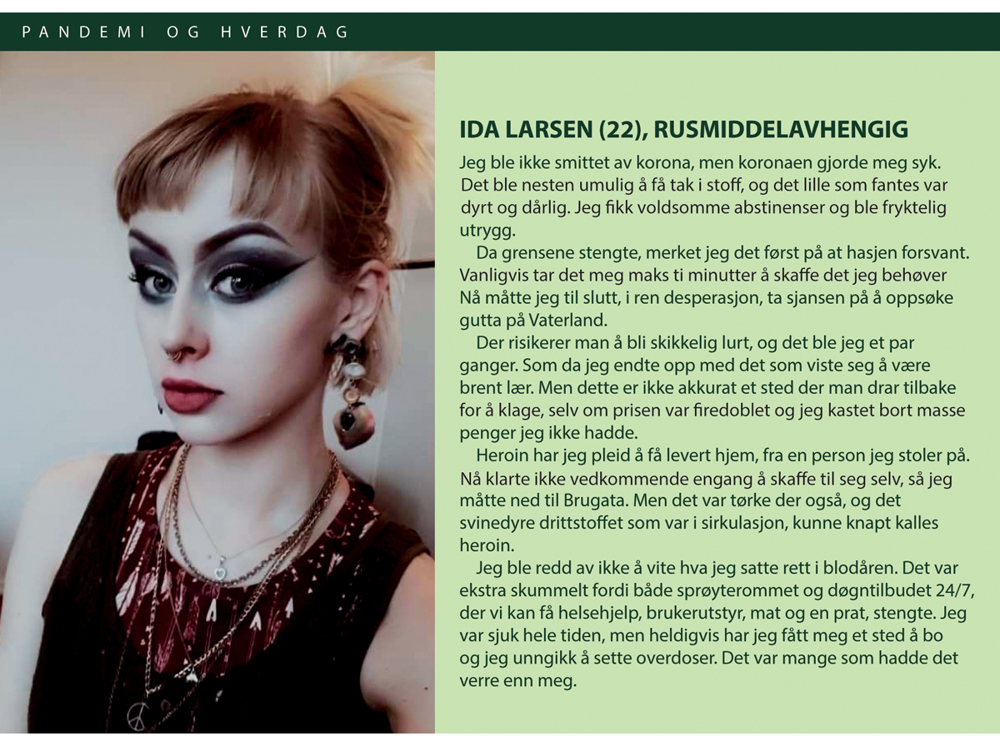 PANDEMI OG HVERDAG
IDA LARSEN (22), RUSMIDDELAVHENGIG
Jeg ble ikke smittet av korona, men koronaen gjorde meg syk.
Det ble nesten umulig å få tak i stoff, og det lille som fantes var
dyrt og dårlig. Jeg fikk voldsomme abstinenser og ble fryktelig
utrygg.
Da grensene stengte, merket jeg det først på at hasjen forsvant.
Vanligvis tar det meg maks ti minutter å skaffe det jeg behøver
Nå måtte jeg til slutt, i ren desperasjon, ta sjansen på å oppsøke
gutta på Vaterland.
Der risikerer man å bli skikkelig lurt, og det ble jeg et par
ganger. Som da jeg endte opp med det som viste seg å være
brent lær. Men dette er ikke akkurat et sted der man drar tilbake
for å klage, selv om prisen var firedoblet og jeg kastet bort masse
penger jeg ikke hadde.
Heroin har jeg pleid å få levert hjem, fra en person jeg stoler på.
Nå klarte ikke vedkommende engang å skaffe til seg selv, så jeg
måtte ned til Brugata. Men det var tørke der også, og det
svinedyre drittstoffet som var i sirkulasjon, kunne knapt kalles
heroin.
Jeg ble redd av ikke å vite hva jeg satte rett i blodåren. Det var
ekstra skummelt fordi både sprøyterommet og døgntilbudet 24/7,
der vi kan få helsehjelp, brukerutstyr, mat og en prat, stengte. Jeg
var sjuk hele tiden, men heldigvis har jeg fått meg et sted å bo
og jeg unngikk å sette overdoser. Det var mange som hadde det
verre enn meg.